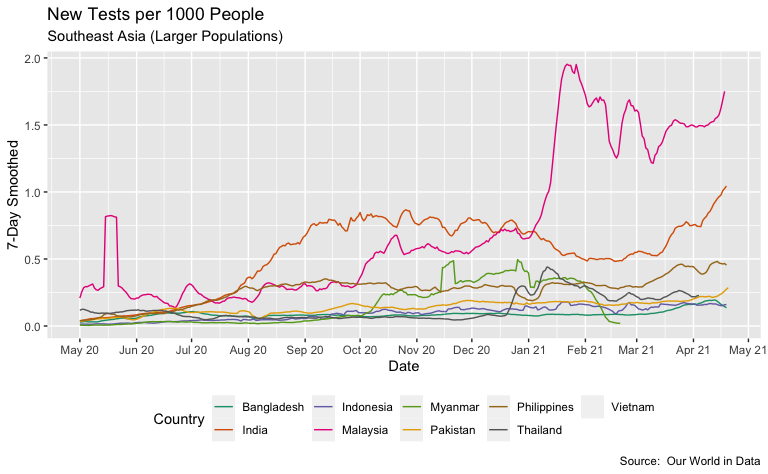 New Tests per 1000 People
Southeast Asia (Larger Populations)
7-Day Smoothed
2.0
1.5
1.0
0.5
0.0
May 20 Jun 20 Jul 20 Aug 20 Sep 20 Oct 20 Nov 20 Dec 20 Jan 21 Feb 21 Mar 21 Apr 21 May 21
Date
Country
Bangladesh Indonesia Myanmar Philippines Vietnam
India Malaysia Pakistan Thailand
Source:  Our World in Data